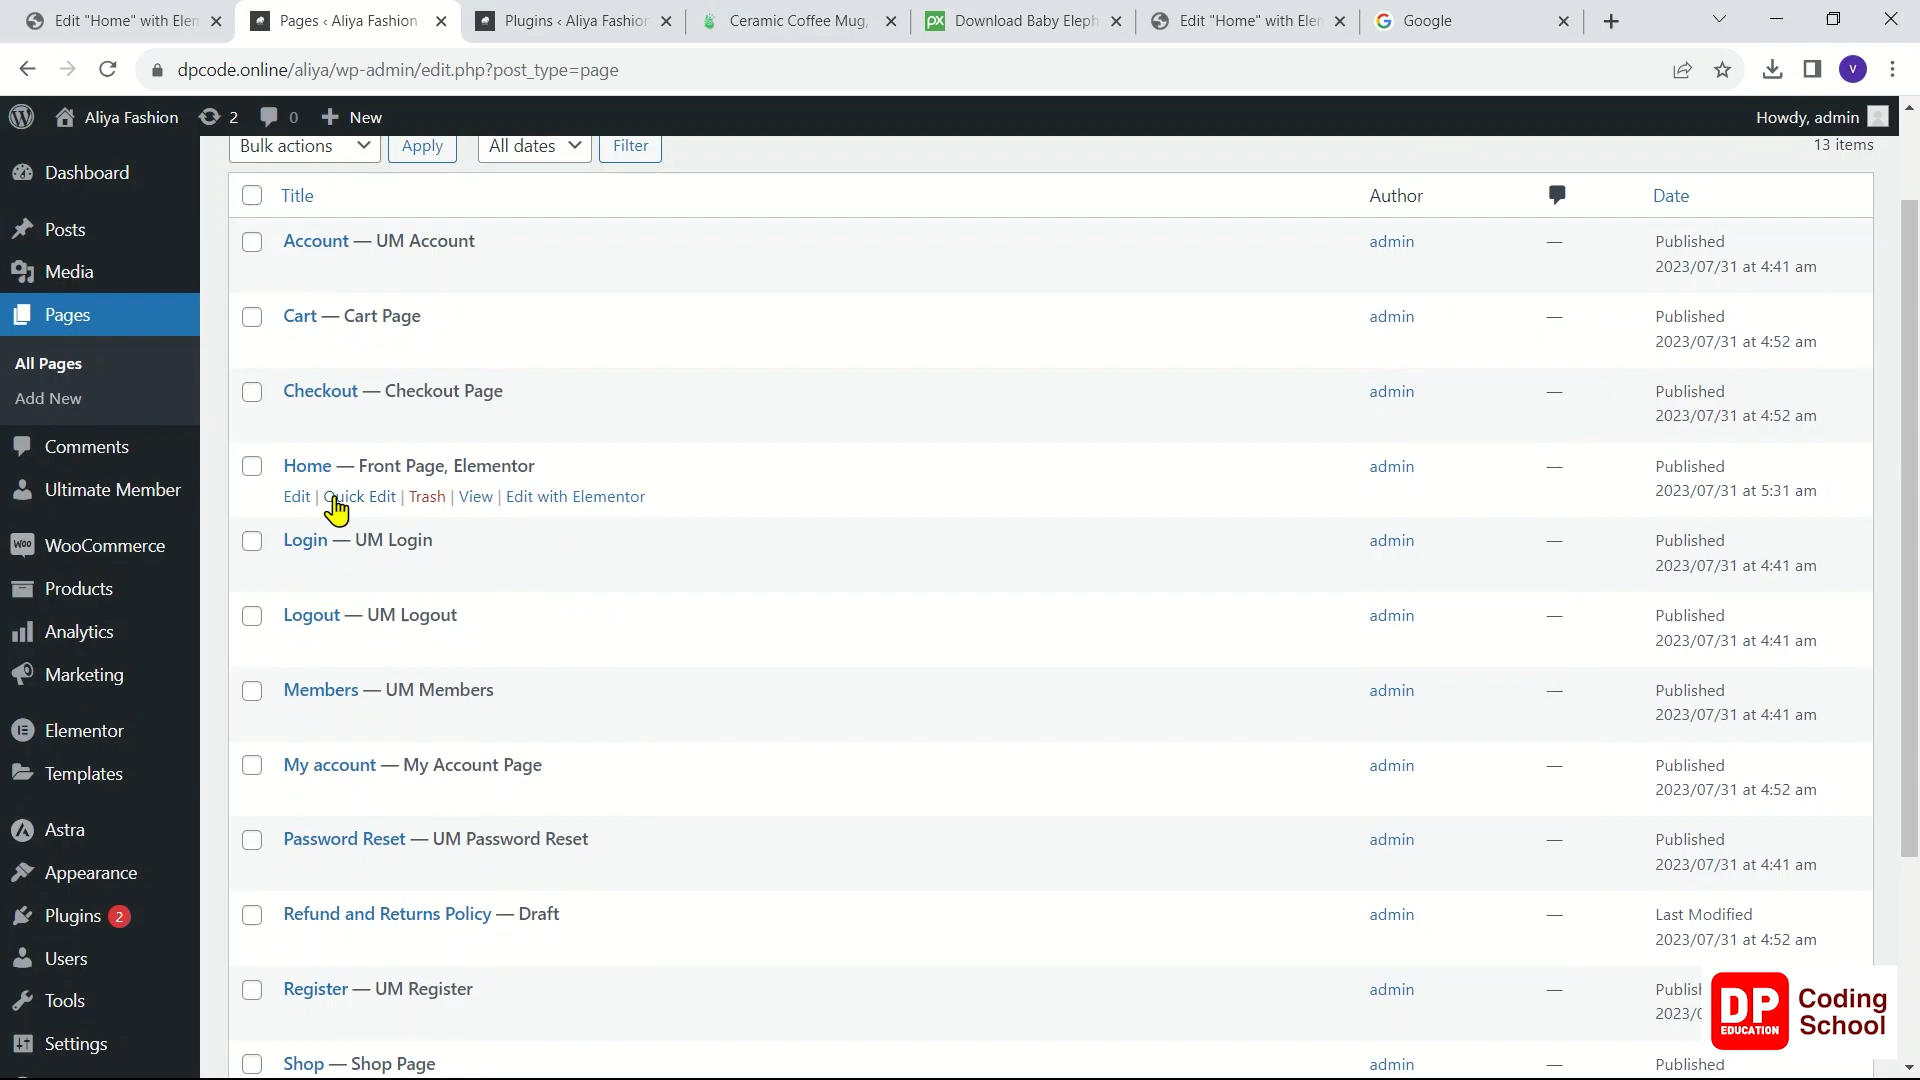 Edit "Home" with Elem
Pages ‹ Aliya Fashion
Plugins ‹ Aliya Fashion
Ceramic Coffee Mug,
px Download Baby Eleph
Edit "Home" with Elem
Google
dpcode.online/aliya/wp-admin/edit.php?post_type=page
V
Aliya Fashion 2 0 New
Howdy, admin
Bulk actions Apply All dates Filter
13 items
Dashboard
Posts
Media
Pages
All Pages
Add New
Comments
Ultimate Member
Woo WooCommerce
Products
Analytics
Marketing
Elementor
Templates
Astra
Appearance
Plugins 2
Users
Tools
Settings
Title Author Date
Account — UM Account admin — Published
2023/07/31 at 4:41 am
Cart — Cart Page admin — Published
2023/07/31 at 4:52 am
Checkout — Checkout Page admin — Published
2023/07/31 at 4:52 am
Home — Front Page, Elementor admin — Published
Edit | Quick Edit | Trash | View | Edit with Elementor 2023/07/31 at 5:31 am
Login — UM Login admin — Published
2023/07/31 at 4:41 am
Logout — UM Logout admin — Published
2023/07/31 at 4:41 am
Members — UM Members admin — Published
2023/07/31 at 4:41 am
My account — My Account Page admin — Published
2023/07/31 at 4:52 am
Password Reset — UM Password Reset admin — Published
2023/07/31 at 4:41 am
Refund and Returns Policy — Draft admin — Last Modified
2023/07/31 at 4:52 am
Register — UM Register admin — Publish
2023/0
Shop — Shop Page admin — Published
DP
EDUCATION
Coding
School